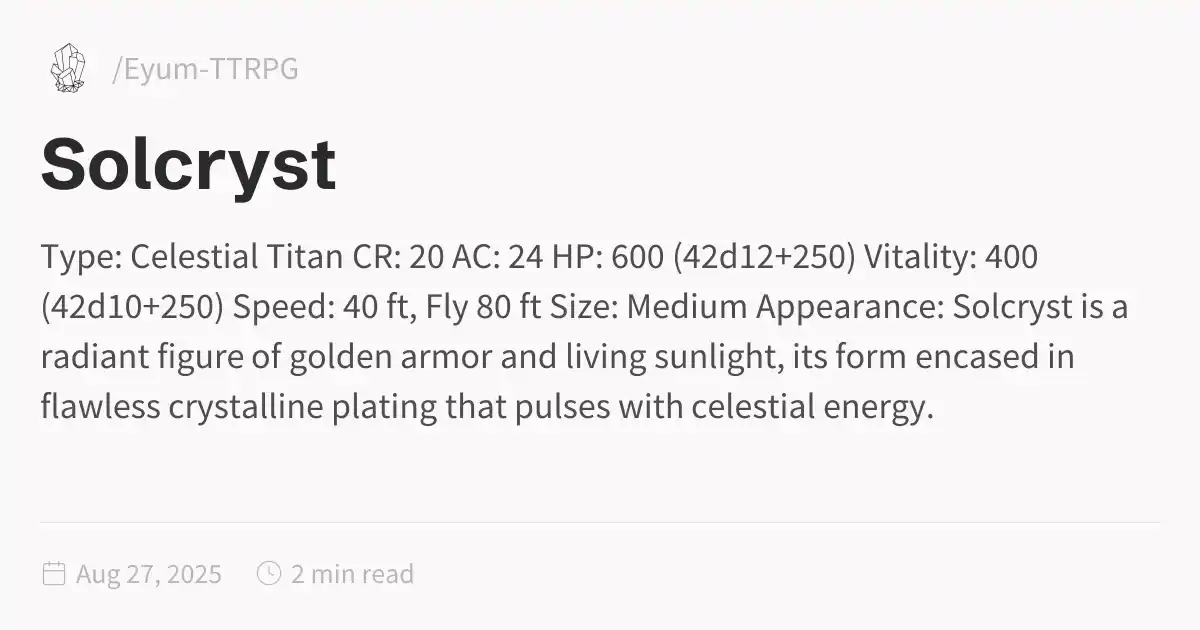 /Eyum-TTRPG
Solcryst
Type: Celestial Titan CR: 20 AC: 24 HP: 600 (42d12+250) Vitality: 400
(42d10+250) Speed: 40 ft, Fly 80 ft Size: Medium Appearance: Solcryst is a
radiant figure of golden armor and living sunlight, its form encased in
flawless crystalline plating that pulses with celestial energy.
Aug 27, 2025 2 min read